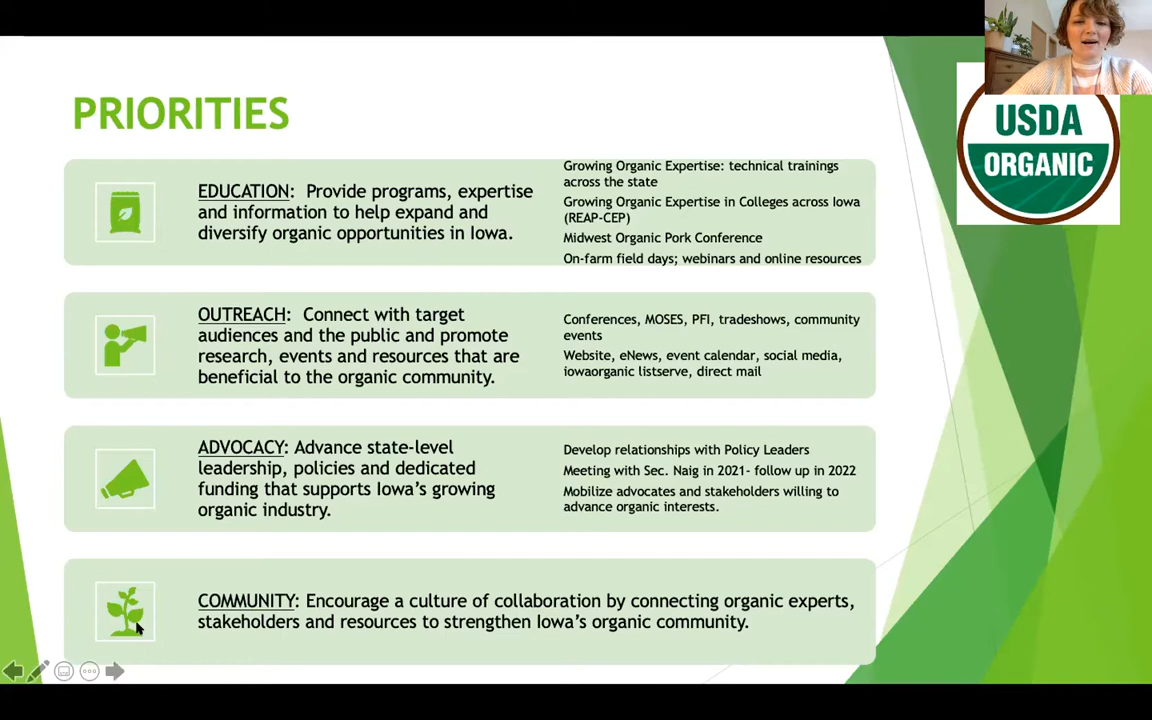 PRIORITIES
EDUCATION: Provide programs, expertise
and information to help expand and
diversify organic opportunities in Iowa.
Growing Organic Expertise: technical trainings
across the state
Growing Organic Expertise in Colleges across Iowa
(REAP-CEP)
Midwest Organic Pork Conference
On-farm field days; webinars and online resources
OUTREACH: Connect with target
audiences and the public and promote
research, events and resources that are
beneficial to the organic community.
Conferences, MOSES, PFI, tradeshows, community
events
Website, eNews, event calendar, social media,
iowaorganic listserve, direct mail
ADVOCACY: Advance state-level
leadership, policies and dedicated
funding that supports Iowa's growing
organic industry.
Develop relationships with Policy Leaders
Meeting with Sec. Naig in 2021- follow up in 2022
Mobilize advocates and stakeholders willing to
advance organic interests.
COMMUNITY: Encourage a culture of collaboration by connecting organic experts,
stakeholders and resources to strengthen Iowa's organic community.
USDA
ORGANIC